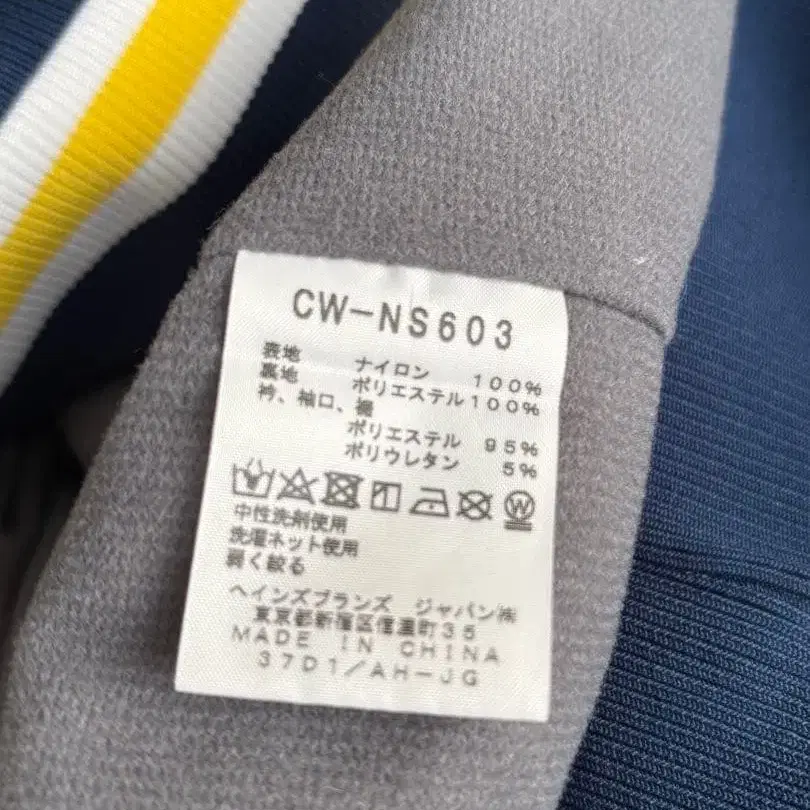 CW-NS603
表地 ナイロン 100%
裏地 ポリエステル 100%
衿、袖口、裾
ポリエステル 95%
ポリウレタン 5%
W
中性洗剤使用
洗濯ネット使用
弱く絞る
ヘインズブランズ ジャパン㈱
東京都新宿区信濃町35
MADE IN CHINA
37D1/AH-JG